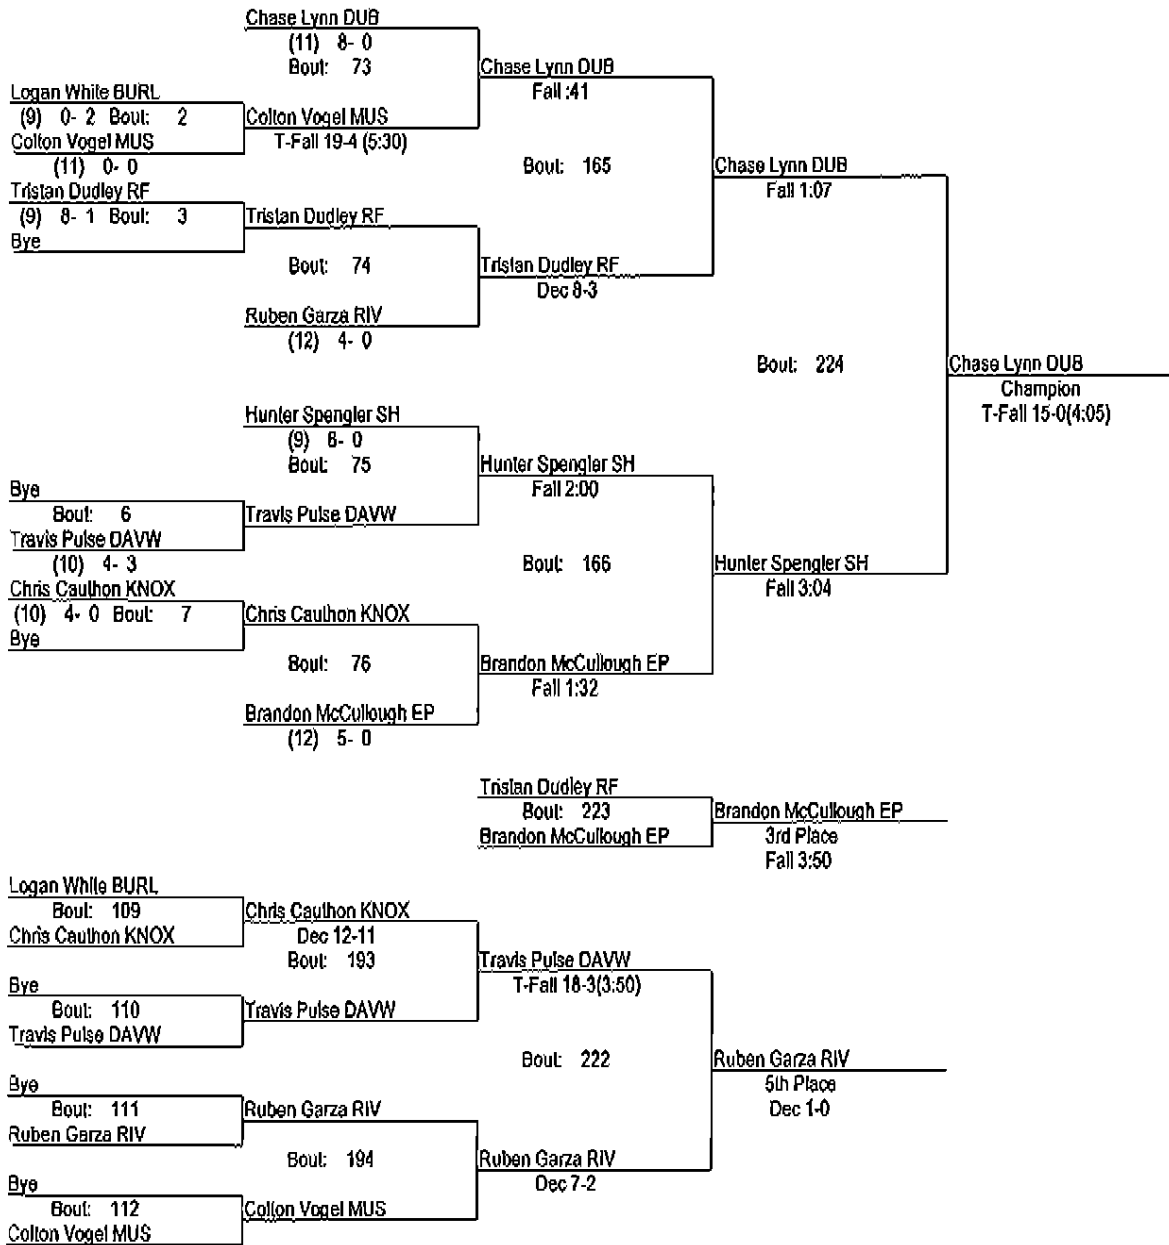 Chase Lynn DUB
(11) 8- 0
Bout: 73
Chase Lynn DUB
Fall :41
Logan White BURL
(9) 0- 2 Bout: 2
Colton Vogel MUS
(11) 0- 0
Colton Vogel MUS
T-Fall 19-4 (5:30)
Bout: 165
Chase Lynn DUB
Fall 1:07
Tristan Dudley RF
(9) 8- 1 Bout: 3
Bye
Tristan Dudley RF
Bout: 74
Tristan Dudley RF
Dec 8-3
Ruben Garza RIV
(12) 4- 0
Bout: 224
Chase Lynn DUB
Champion
T-Fall 15-0(4:05)
Hunter Spengler SH
(9) 6- 0
Bout: 75
Hunter Spengler SH
Fall 2:00
Bye
Bout: 6
Travis Pulse DAVW
(10) 4- 3
Travis Pulse DAVW
Bout: 166
Hunter Spengler SH
Fall 3:04
Chris Cauthon KNOX
(10) 4- 0 Bout: 7
Bye
Chris Cauthon KNOX
Bout: 76
Brandon McCullough EP
Fall 1:32
Brandon McCullough EP
(12) 5- 0
Tristan Dudley RF
Bout: 223
Brandon McCullough EP
Brandon McCullough EP
3rd Place
Fall 3:50
Logan White BURL
Bout: 109
Chris Cauthon KNOX
Chris Cauthon KNOX
Dec 12-11
Bout: 193
Travis Pulse DAVW
T-Fall 18-3(3:50)
Bye
Bout: 110
Travis Pulse DAVW
Travis Pulse DAVW
Bout: 222
Ruben Garza RIV
5th Place
Dec 1-0
Bye
Bout: 111
Ruben Garza RIV
Ruben Garza RIV
Bout: 194
Ruben Garza RIV
Dec 7-2
Bye
Bout: 112
Colton Vogel MUS
Colton Vogel MUS